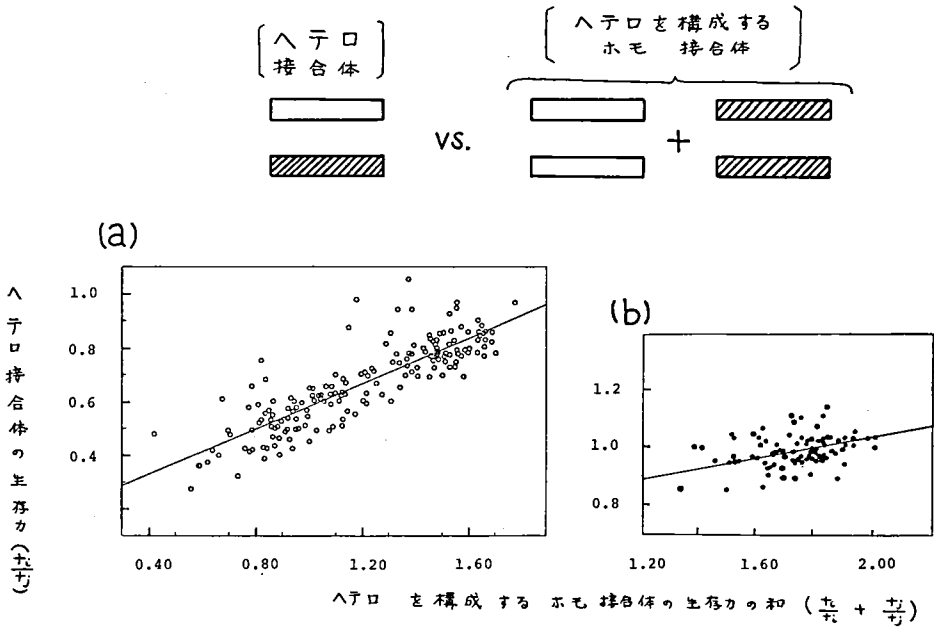 ヘテロ
接合体
ヘテロを構成する
ホモ 接合体
vs.
+
(a)
(b)
ヘテロ接合体の生存力 (+i/+j)
1.0
0.8
0.6
0.4
0.40
0.80
1.20
1.60
1.2
1.0
0.8
1.20
1.60
2.00
ヘテロ を構成する ホモ接合体の生存力の和 (+i/+i + +j/+j)